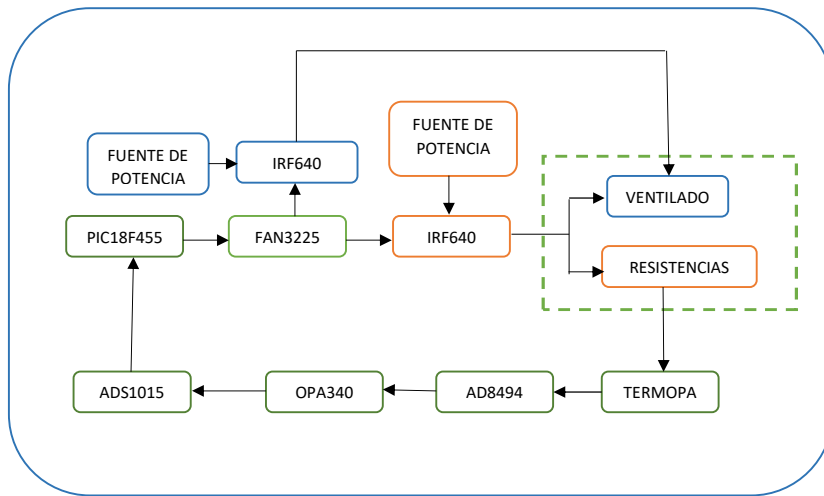 FUENTE DE
POTENCIA
IRF640
FUENTE DE
POTENCIA
VENTILADO
PIC18F455
FAN3225
IRF640
RESISTENCIAS
ADS1015
OPA340
AD8494
TERMOPA